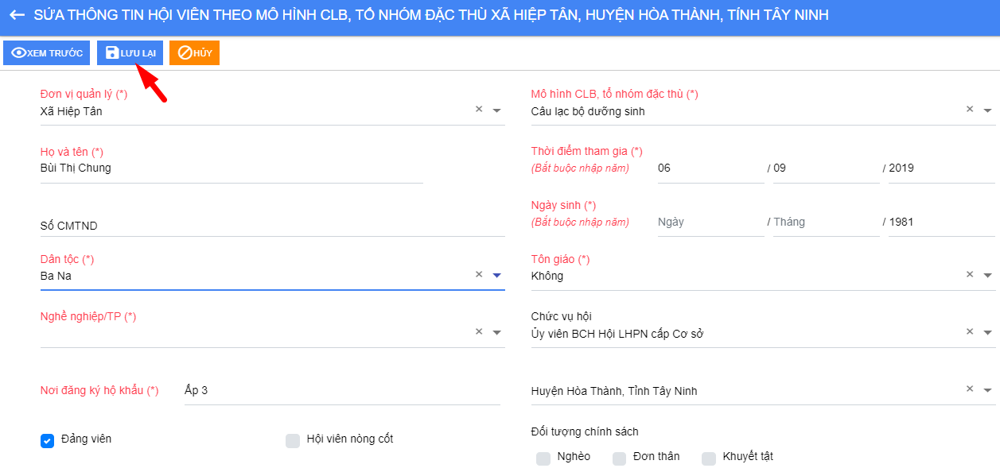 SỬA THÔNG TIN HỘI VIÊN THEO MÔ HÌNH CLB, TỔ NHÓM ĐẶC THÙ XÃ HIỆP TÂN, HUYỆN HÒA THÀNH, TỈNH TÂY NINH
XEM TRƯỚC LƯU LẠI HỦY
Đơn vị quản lý (*)
Xã Hiệp Tân
Mô hình CLB, tổ nhóm đặc thù (*)
Câu lạc bộ dưỡng sinh
Họ và tên (*)
Bùi Thị Chung
Thời điểm tham gia (*)
(Bắt buộc nhập năm) 06 / 09 / 2019
Số CMTND
Ngày sinh (*)
(Bắt buộc nhập năm) Ngày / Tháng / 1981
Dân tộc (*)
Ba Na
Tôn giáo (*)
Không
Nghề nghiệp/TP (*)
Chức vụ hội
Ủy viên BCH Hội LHPN cấp Cơ sở
Nơi đăng ký hộ khẩu (*) Ấp 3
Huyện Hòa Thành, Tỉnh Tây Ninh
Đảng viên Hội viên nòng cốt
Đối tượng chính sách
Nghèo Đơn thân Khuyết tật